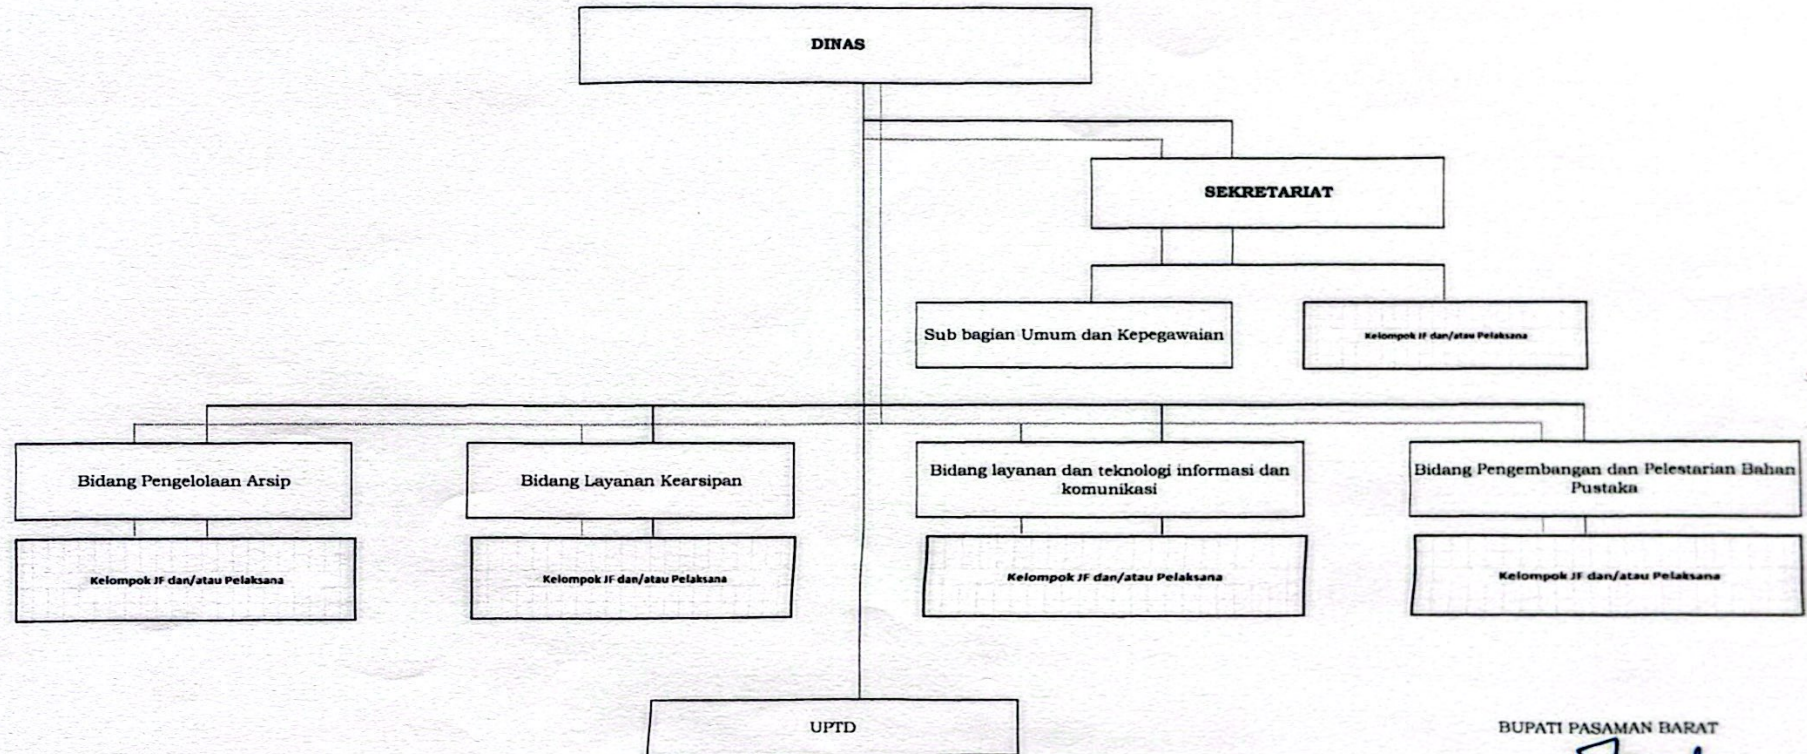 DINAS
SEKRETARIAT
Sub bagian Umum dan Kepegawaian
Kelompok JF dan/atau Pelaksana
Bidang Pengelolaan Arsip
Bidang Layanan Kearsipan
Bidang layanan dan teknologi informasi dan
komunikasi
Bidang Pengembangan dan Pelestarian Bahan
Pustaka
Kelompok JF dan/atau Pelaksana
Kelompok JF dan/atau Pelaksana
Kelompok JF dan/atau Pelaksana
Kelompok JF dan/atau Pelaksana
UPTD
BUPATI PASAMAN BARAT